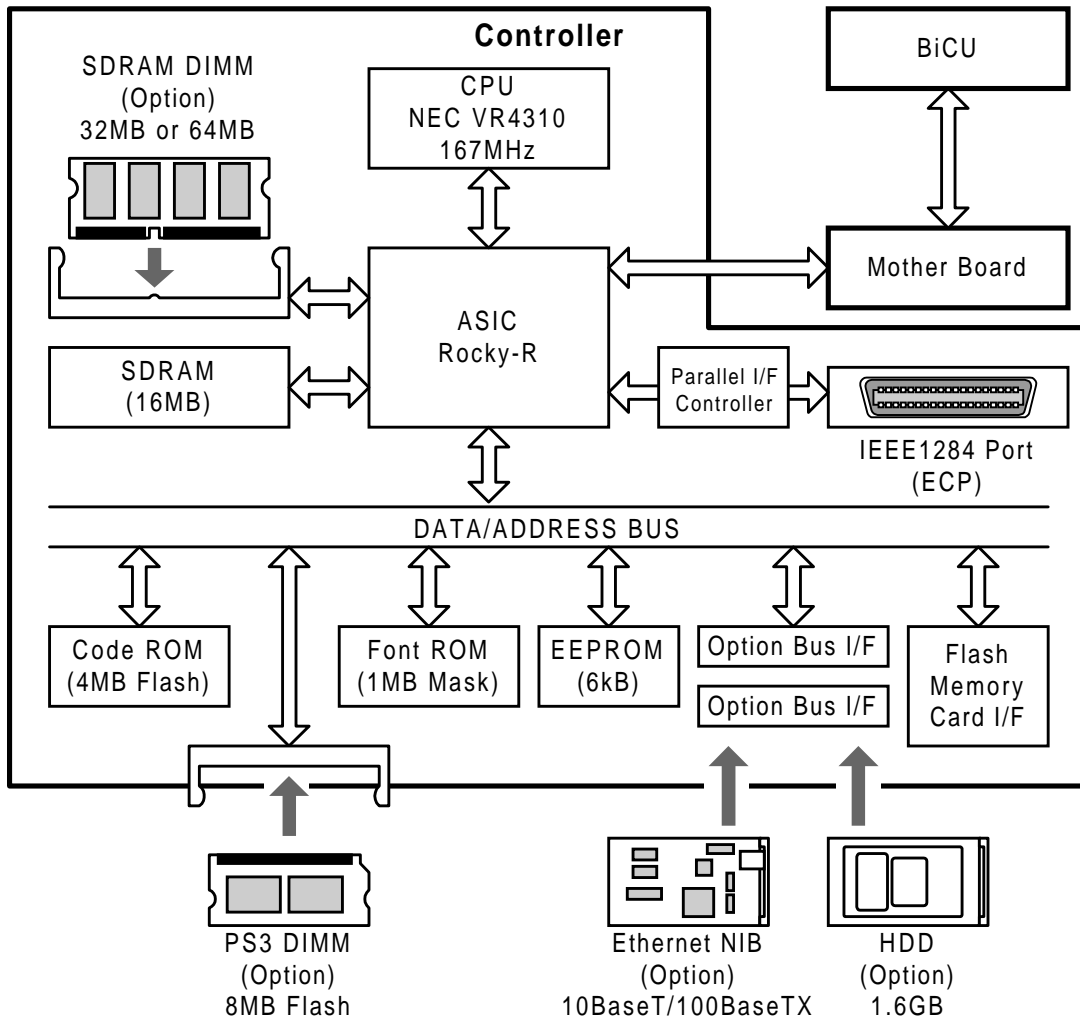 Controller
SDRAM DIMM
(Option)
32MB or 64MB
CPU
NEC VR4310
167MHz
BiCU
Mother Board
ASIC
Rocky-R
SDRAM
(16MB)
Parallel I/F
Controller
IEEE1284 Port
(ECP)
DATA/ADDRESS BUS
Code ROM
(4MB Flash)
Font ROM
(1MB Mask)
EEPROM
(6kB)
Option Bus I/F
Option Bus I/F
Flash
Memory
Card I/F
PS3 DIMM
(Option)
8MB Flash
Ethernet NIB
(Option)
10BaseT/100BaseTX
HDD
(Option)
1.6GB